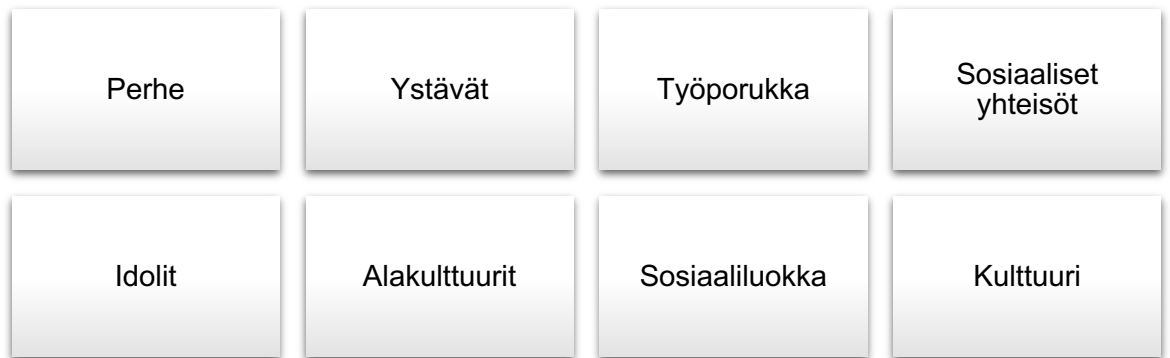 Perhe
Ystävät
Työporukka
Sosiaaliset
yhteisöt
Idolit
Alakulttuurit
Sosiaaliluokka
Kulttuuri